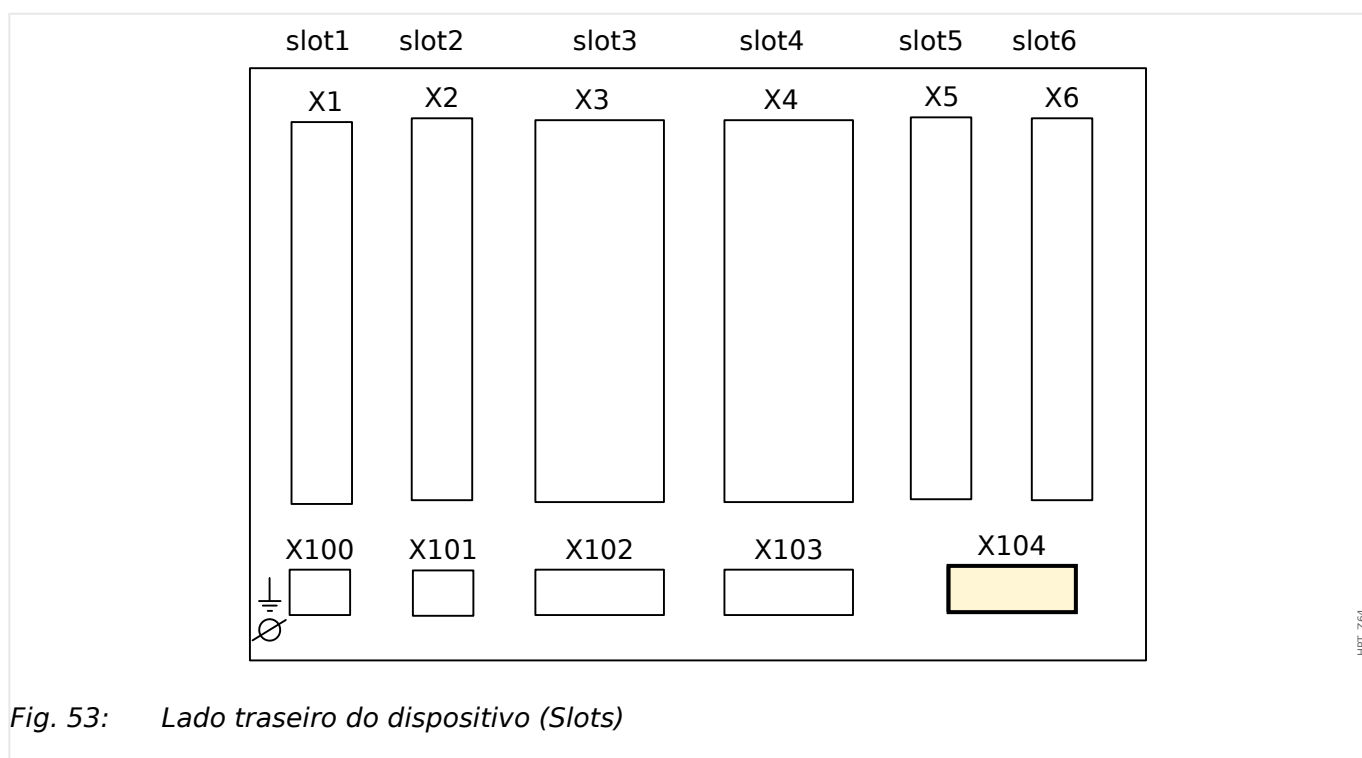 slot1 slot2 slot3 slot4 slot5 slot6
X1 X2 X3 X4 X5 X6
X100 X101 X102 X103 X104
Fig. 53: Lado traseiro do dispositivo (Slots)